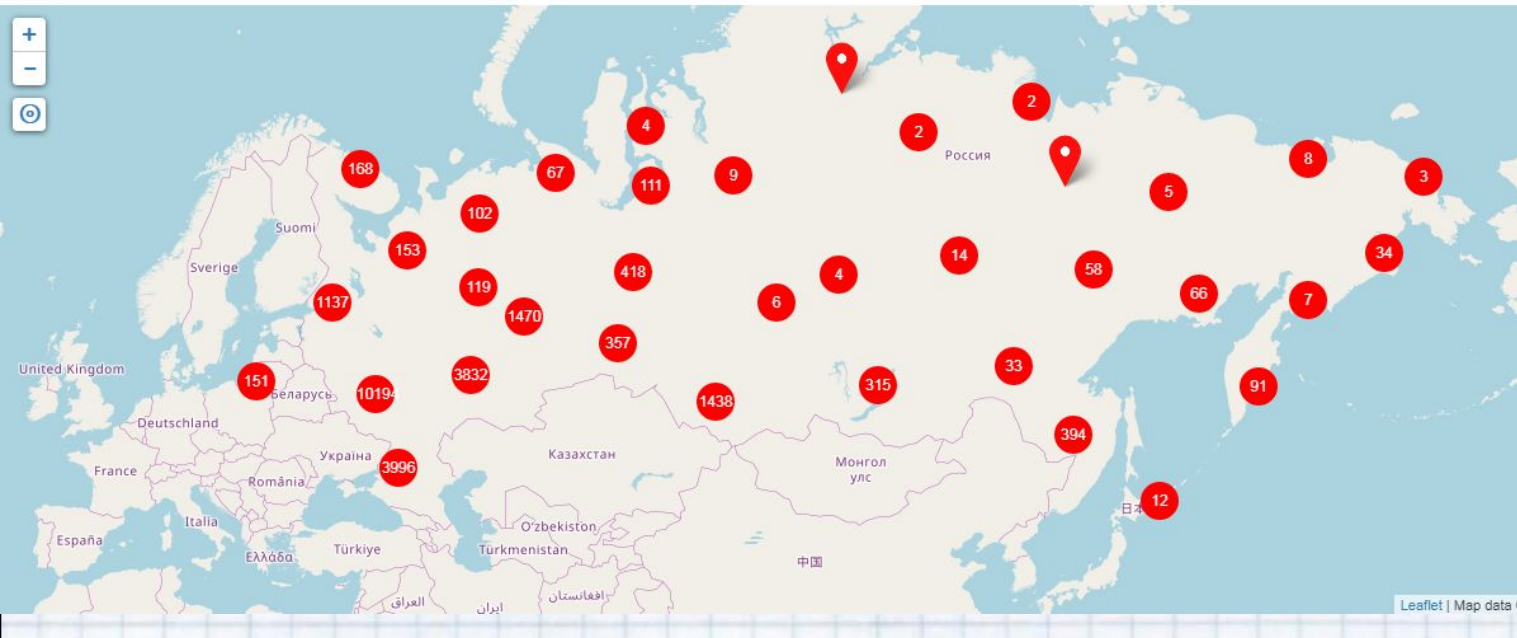 +
−
4
2
2
Россия
168
67
111
9
5
8
3
102
Suomi
153
Sverige
418
4
14
58
34
119
6
66
7
1137
1470
357
United Kingdom
151
Беларусь
10194
3832
1438
315
33
91
Deutschland
France
Україна
3996
Казахстан
Монгол
улс
394
România
Italia
España
Ελλάδα
Türkiye
O'zbekiston
Türkmenistan
中国
12
日本
العراق
ایران
افغانستان
Leaflet | Map data